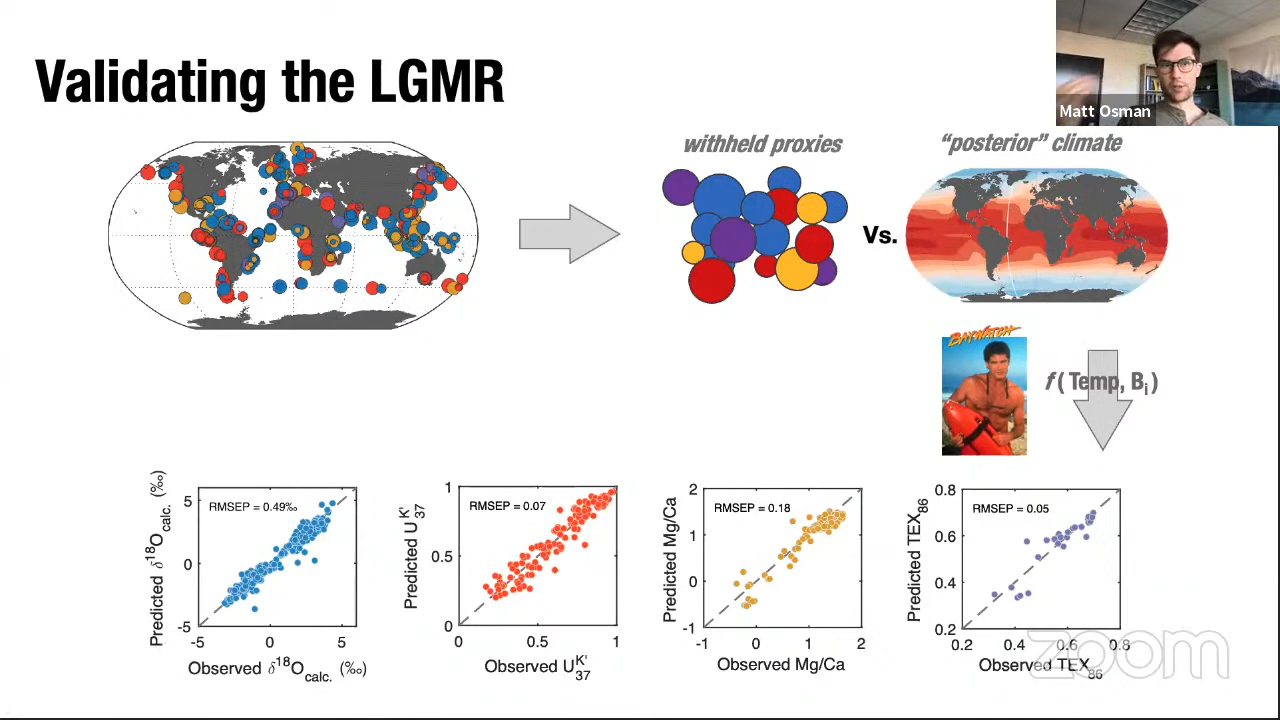 Validating the LGMR
Matt Osman
withheld proxies
"posterior" climate
Vs.
BAYWATCH
f ( Temp, Bi )
RMSEP = 0.49‰
Predicted δ18Ocalc. (‰)
5
0
-5
-5
0
5
Observed δ18Ocalc. (‰)
RMSEP = 0.07
Predicted UK'37
1
0.5
0
0
0.5
1
Observed UK'37
RMSEP = 0.18
Predicted Mg/Ca
2
1
0
-1
-1
0
1
2
Observed Mg/Ca
RMSEP = 0.05
Predicted TEX86
0.8
0.6
0.4
0.2
0.2
0.4
0.6
0.8
Observed TEX86
zoom